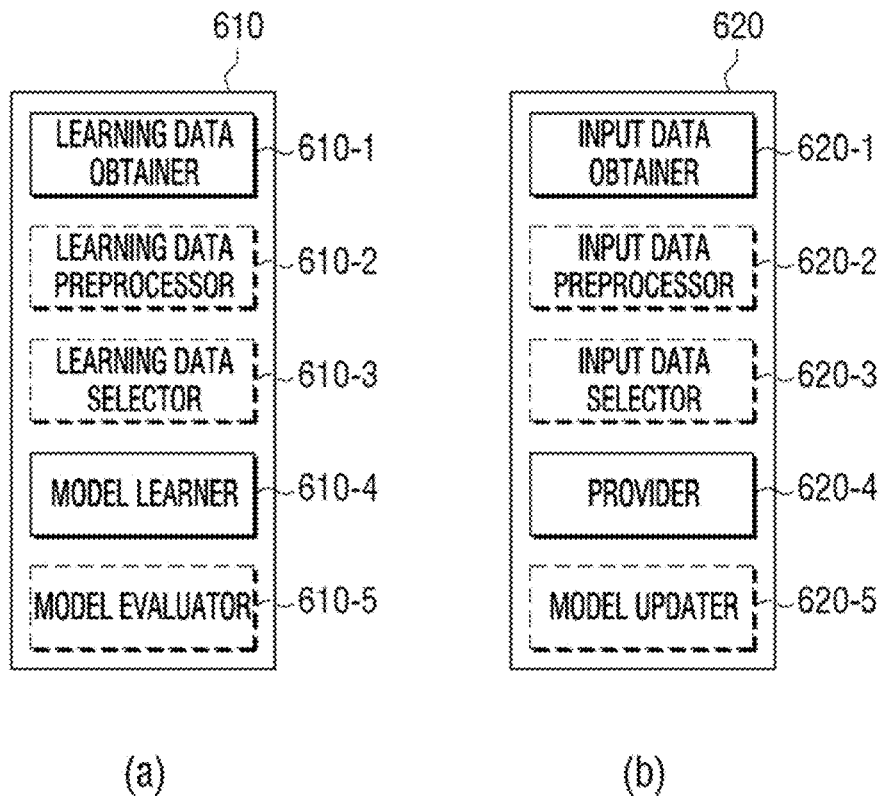 610
LEARNING DATA
OBTAINER
610-1
LEARNING DATA
PREPROCESSOR
610-2
LEARNING DATA
SELECTOR
610-3
MODEL LEARNER
610-4
MODEL EVALUATOR
610-5
(a)
620
INPUT DATA
OBTAINER
620-1
INPUT DATA
PREPROCESSOR
620-2
INPUT DATA
SELECTOR
620-3
PROVIDER
620-4
MODEL UPDATER
620-5
(b)